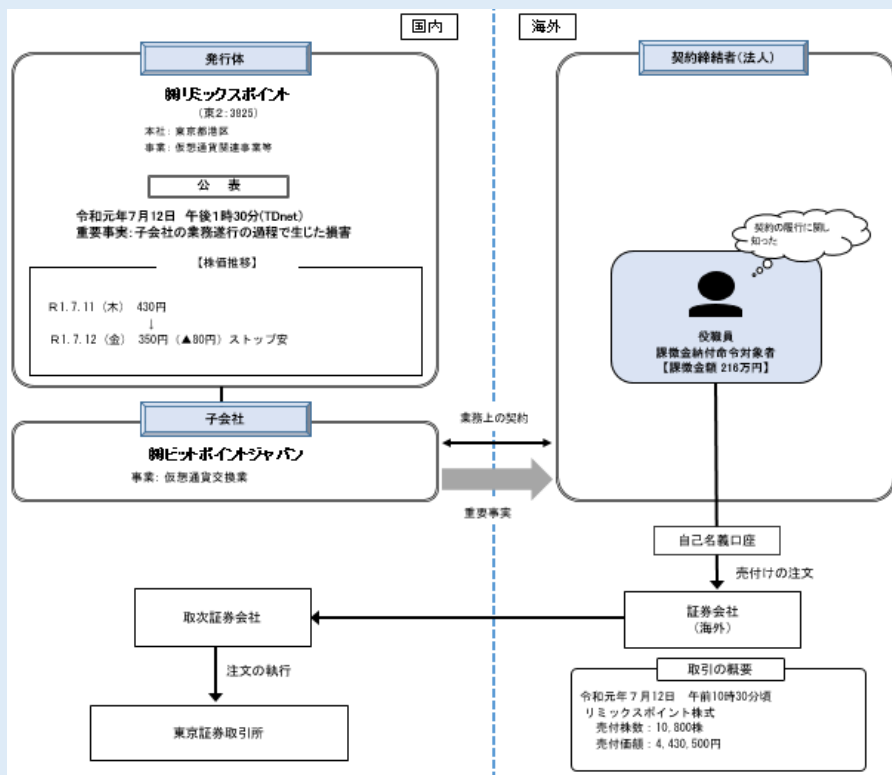 国内
海外
発行体
㈱リミックスポイント
(東2:3825)
本社:東京都港区
事業:仮想通貨関連事業等
公 表
令和元年7月12日 午後1時30分(TDnet)
重要事実:子会社の業務遂行の過程で生じた損害
【株価推移】
R1.7.11 (木) 430円
↓
R1.7.12 (金) 350円 (▲80円) ストップ安
子会社
㈱ビットポイントジャパン
事業:仮想通貨交換業
業務上の契約
重要事実
契約締結者(法人)
契約の履行に関し
知った
役職員
課徴金納付命令対象者
【課徴金額 216万円】
自己名義口座
売付けの注文
証券会社
(海外)
取次証券会社
注文の執行
東京証券取引所
取引の概要
令和元年7月12日 午前10時30分頃
リミックスポイント株式
売付株数:10,800株
売付価額:4,430,500円